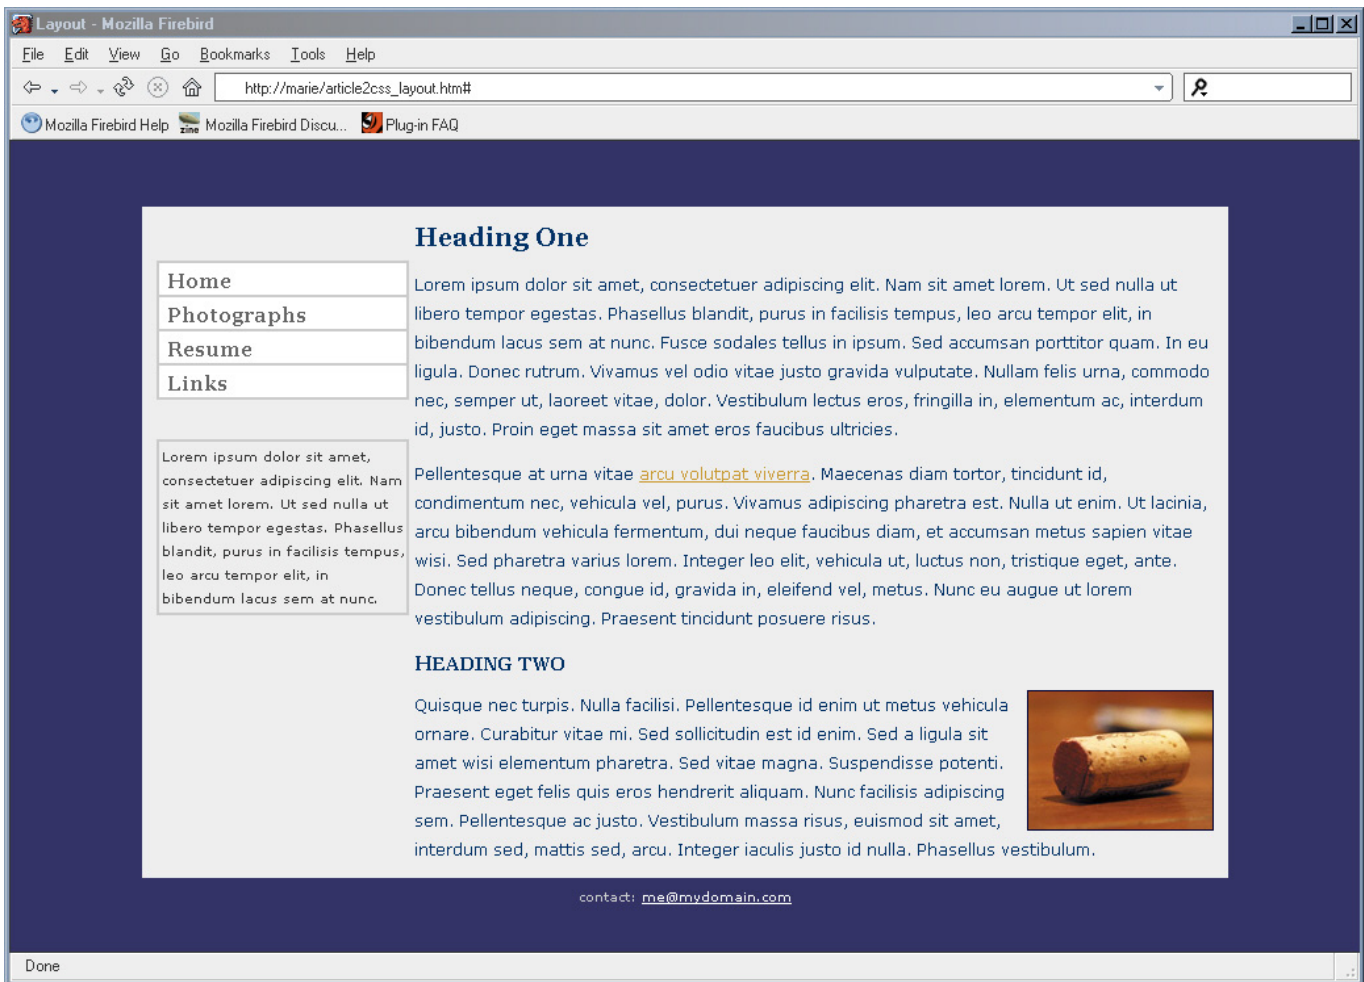 Layout - Mozilla Firebird
File Edit View Go Bookmarks Tools Help
http://marie/article2css_layout.htm#
Mozilla Firebird Help zine Mozilla Firebird Discu... Plug-in FAQ
Home
Photographs
Resume
Links
Lorem ipsum dolor sit amet,
consectetuer adipiscing elit. Nam
sit amet lorem. Ut sed nulla ut
libero tempor egestas. Phasellus
blandit, purus in facilisis tempus,
leo arcu tempor elit, in
bibendum lacus sem at nunc.
Heading One
Lorem ipsum dolor sit amet, consectetuer adipiscing elit. Nam sit amet lorem. Ut sed nulla ut
libero tempor egestas. Phasellus blandit, purus in facilisis tempus, leo arcu tempor elit, in
bibendum lacus sem at nunc. Fusce sodales tellus in ipsum. Sed accumsan porttitor quam. In eu
ligula. Donec rutrum. Vivamus vel odio vitae justo gravida vulputate. Nullam felis urna, commodo
nec, semper ut, laoreet vitae, dolor. Vestibulum lectus eros, fringilla in, elementum ac, interdum
id, justo. Proin eget massa sit amet eros faucibus ultricies.
Pellentesque at urna vitae arcu volutpat viverra. Maecenas diam tortor, tincidunt id,
condimentum nec, vehicula vel, purus. Vivamus adipiscing pharetra est. Nulla ut enim. Ut lacinia,
arcu bibendum vehicula fermentum, dui neque faucibus diam, et accumsan metus sapien vitae
wisi. Sed pharetra varius lorem. Integer leo elit, vehicula ut, luctus non, tristique eget, ante.
Donec tellus neque, congue id, gravida in, eleifend vel, metus. Nunc eu augue ut lorem
vestibulum adipiscing. Praesent tincidunt posuere risus.
HEADING TWO
Quisque nec turpis. Nulla facilisi. Pellentesque id enim ut metus vehicula
ornare. Curabitur vitae mi. Sed sollicitudin est id enim. Sed a ligula sit
amet wisi elementum pharetra. Sed vitae magna. Suspendisse potenti.
Praesent eget felis quis eros hendrerit aliquam. Nunc facilisis adipiscing
sem. Pellentesque ac justo. Vestibulum massa risus, euismod sit amet,
interdum sed, mattis sed, arcu. Integer iaculis justo id nulla. Phasellus vestibulum.
contact: me@mydomain.com
Done